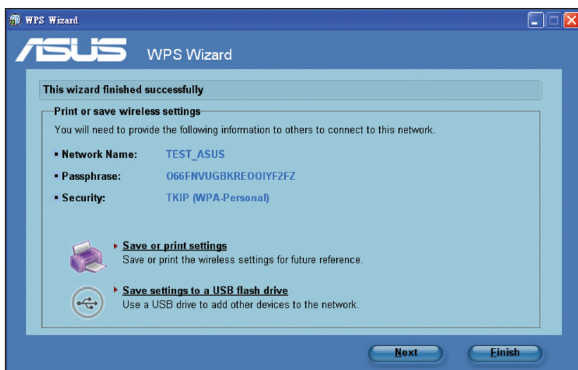 WPS Wizard
ASUS WPS Wizard
This wizard finished successfully
Print or save wireless settings
You will need to provide the following information to others to connect to this network.
▪ Network Name: TEST_ASUS
▪ Passphrase: O66FNVUGBKREOOIYF2FZ
▪ Security: TKIP (WPA-Personal)
Save or print settings
Save or print the wireless settings for future reference.
Save settings to a USB flash drive
Use a USB drive to add other devices to the network.
Next Finish